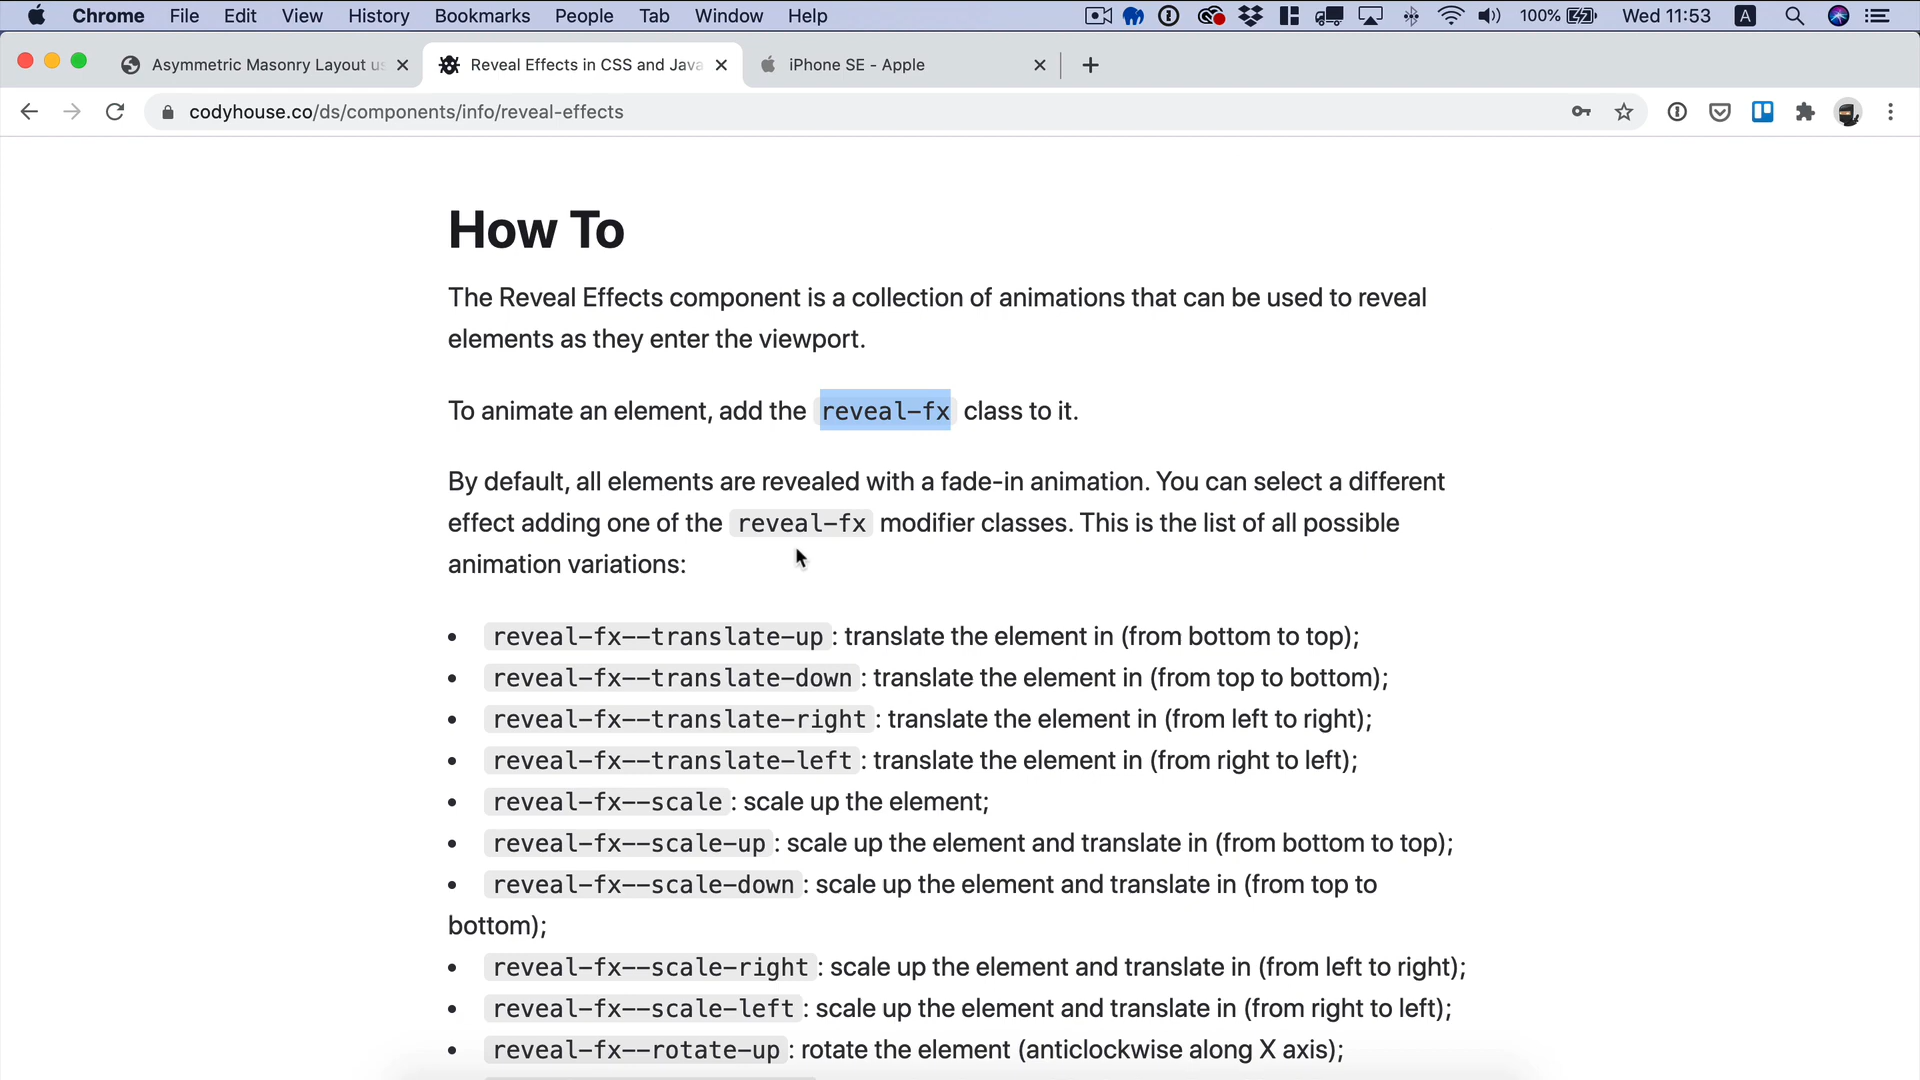 Chrome File Edit View History Bookmarks People Tab Window Help 100% Wed 11:53 A
Asymmetric Masonry Layout us Reveal Effects in CSS and Java iPhone SE - Apple
codyhouse.co/ds/components/info/reveal-effects
How To
The Reveal Effects component is a collection of animations that can be used to reveal
elements as they enter the viewport.
To animate an element, add the reveal-fx class to it.
By default, all elements are revealed with a fade-in animation. You can select a different
effect adding one of the reveal-fx modifier classes. This is the list of all possible
animation variations:
• reveal-fx--translate-up: translate the element in (from bottom to top);
• reveal-fx--translate-down: translate the element in (from top to bottom);
• reveal-fx--translate-right: translate the element in (from left to right);
• reveal-fx--translate-left: translate the element in (from right to left);
• reveal-fx--scale: scale up the element;
• reveal-fx--scale-up: scale up the element and translate in (from bottom to top);
• reveal-fx--scale-down: scale up the element and translate in (from top to
bottom);
• reveal-fx--scale-right: scale up the element and translate in (from left to right);
• reveal-fx--scale-left: scale up the element and translate in (from right to left);
• reveal-fx--rotate-up: rotate the element (anticlockwise along X axis);